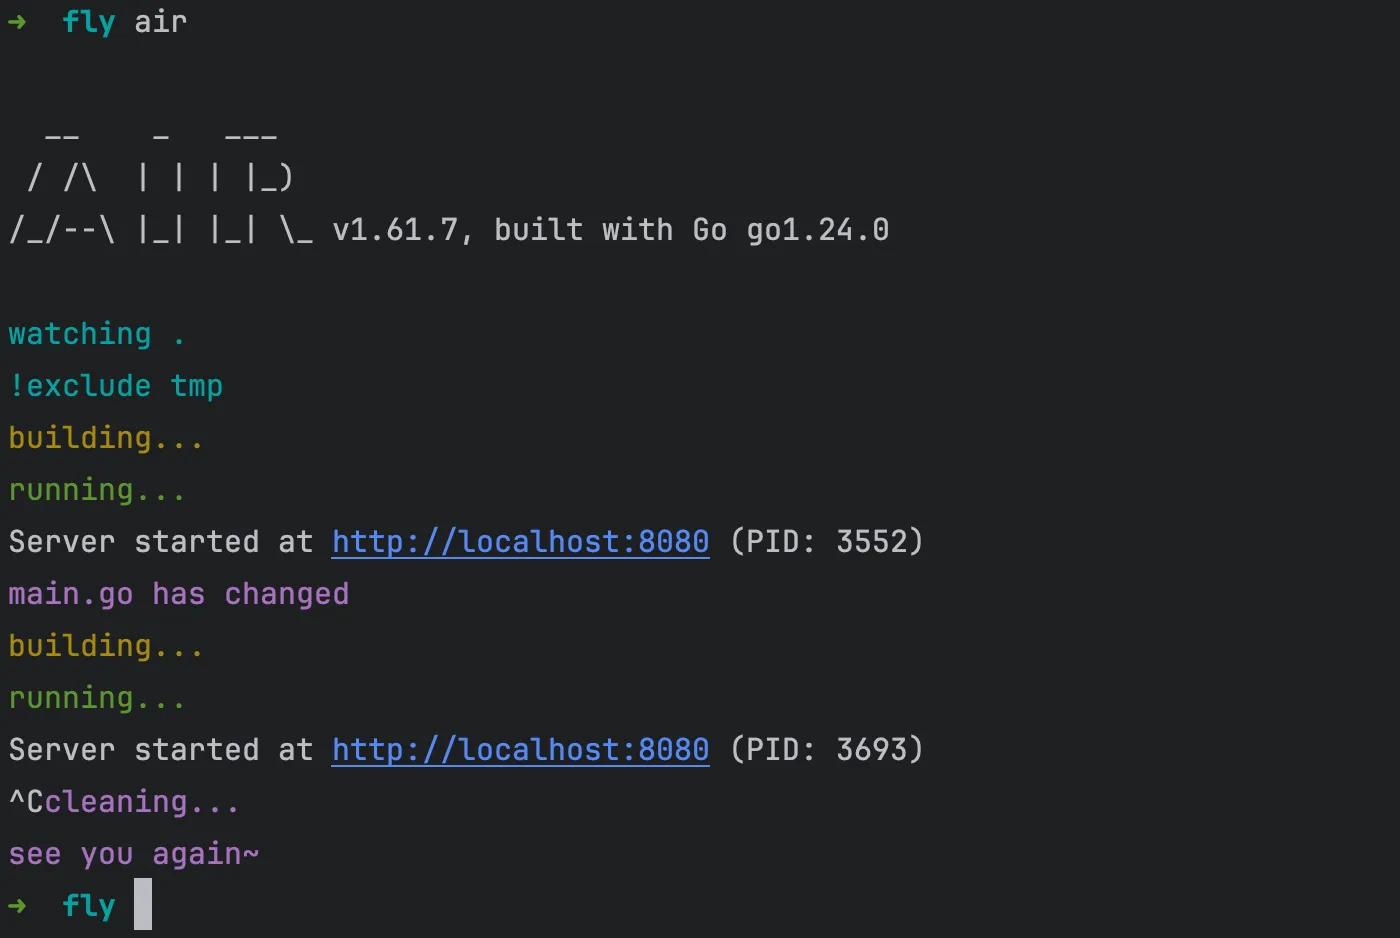 ➜  fly air
  __    _   ___
 / /\  | | | |_)
/_/--\ |_| |_| \_ v1.61.7, built with Go go1.24.0
watching .
!exclude tmp
building...
running...
Server started at http://localhost:8080 (PID: 3552)
main.go has changed
building...
running...
Server started at http://localhost:8080 (PID: 3693)
^Ccleaning...
see you again~
➜  fly